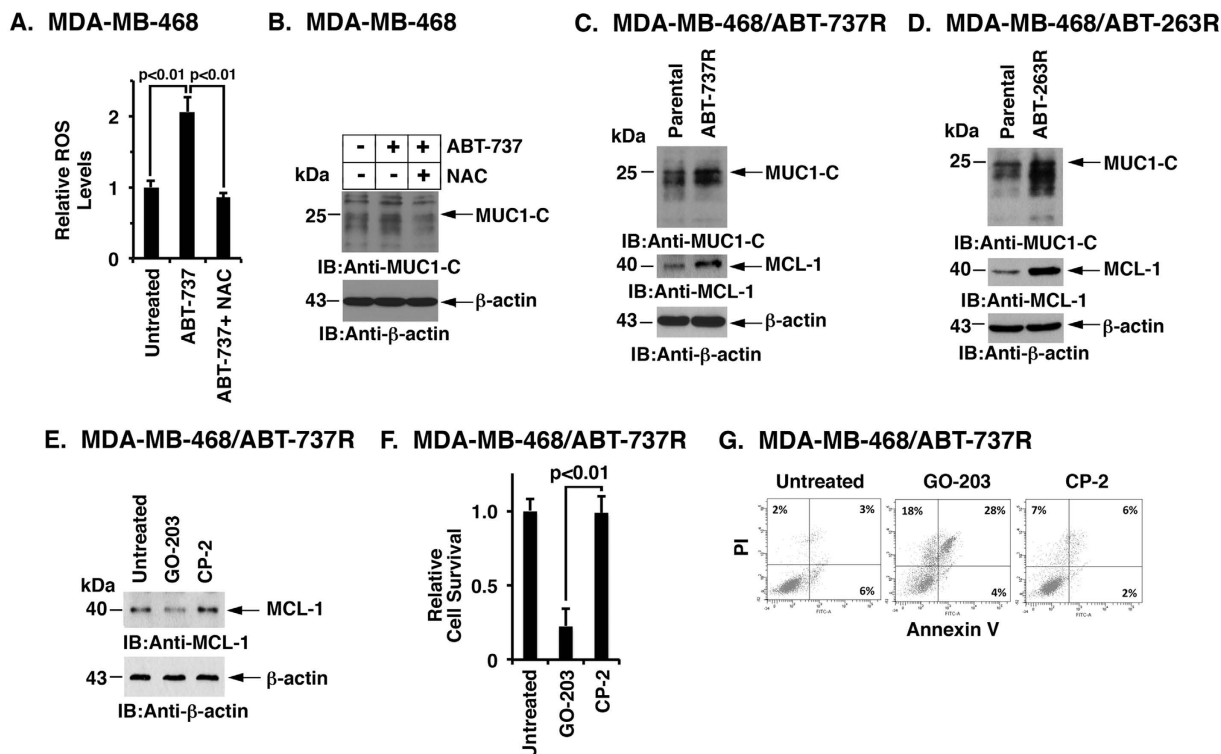 A. MDA-MB-468
p<0.01 p<0.01
Relative ROS
Levels
2
1
0
Untreated
ABT-737
ABT-737+ NAC
B. MDA-MB-468
- + + ABT-737
kDa - - + NAC
25 MUC1-C
IB:Anti-MUC1-C
43 β-actin
IB:Anti-β-actin
C. MDA-MB-468/ABT-737R
Parental
ABT-737R
kDa
25 MUC1-C
IB:Anti-MUC1-C
40 MCL-1
IB:Anti-MCL-1
43 β-actin
IB:Anti-β-actin
D. MDA-MB-468/ABT-263R
Parental
ABT-263R
kDa
25 MUC1-C
IB:Anti-MUC1-C
40 MCL-1
IB:Anti-MCL-1
43 β-actin
IB:Anti-β-actin
E. MDA-MB-468/ABT-737R
Untreated
GO-203
CP-2
kDa
40 MCL-1
IB:Anti-MCL-1
43 β-actin
IB:Anti-β-actin
F. MDA-MB-468/ABT-737R
p<0.01
Relative
Cell Survival
1.0
0.5
0
Untreated
GO-203
CP-2
G. MDA-MB-468/ABT-737R
Untreated GO-203 CP-2
PI
2% 3% 18% 28% 7% 6%
6% 4% 2%
FITC-A FITC-A FITC-A
Annexin V